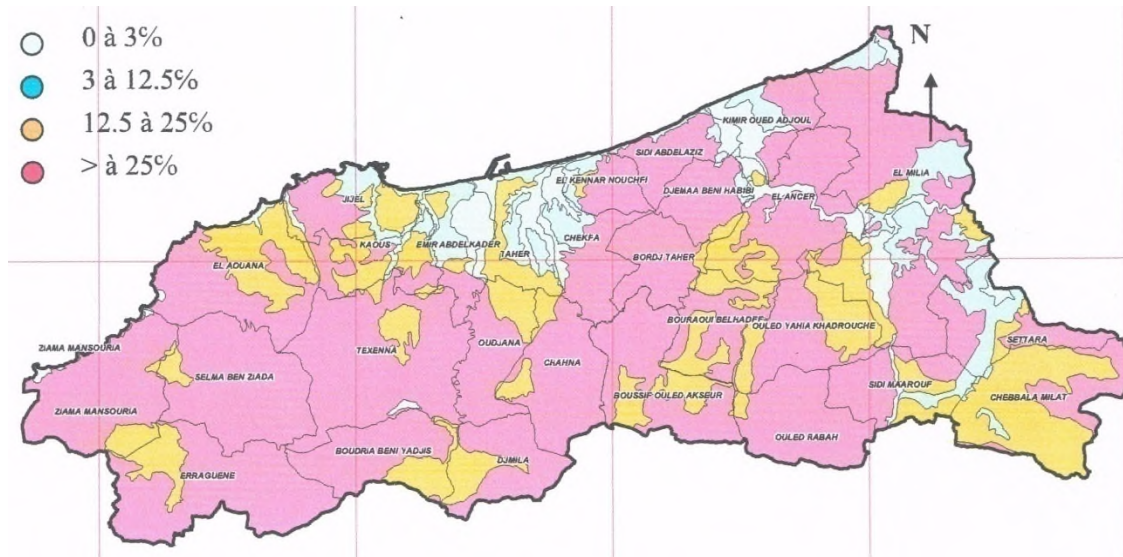 0 à 3%
3 à 12.5%
12.5 à 25%
> à 25%
N
KIMIR OUED ADJOUL
SIDI ABDELAZIZ
EL KENNAR NOUCHFI
DJEMAA BENI HABIBI
EL ANCER
EL MILIA
JIJEL
KAOUS
EMIR ABDELKADER
TAHER
CHEKFA
EL AOUANA
BORDJ TAHER
BOURAOUI BELHADEF
OULED YAHIA KHADROUCHE
ZIAMA MANSOURIA
SELMA BEN ZIADA
TEXENNA
OUDJANA
CHAHNA
SETTARA
SIDI MAAROUF
CHEBBALA MILAT
BOUSSIF OULED AKSEUR
ZIAMA MANSOURIA
OULED RABAH
ERRAGUENE
BOUDRIA BENI YADJIS
DJMILA